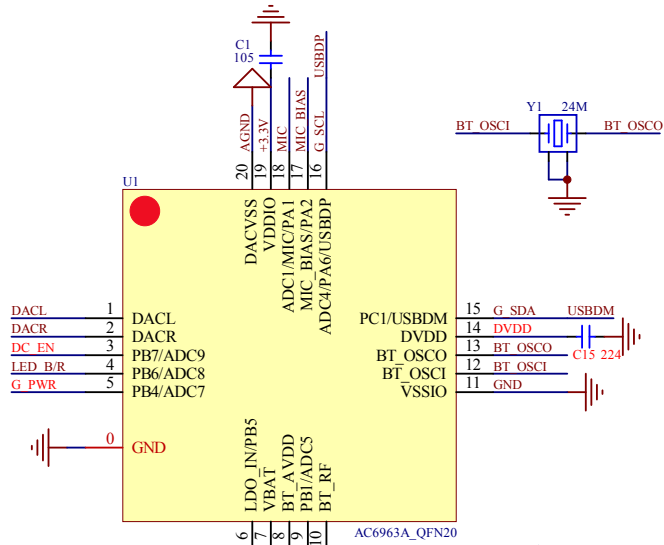 C1
105
USBDP
AGND
+3.3V
MIC
MIC_BIAS
G_SCL
20
19
18
17
16
Y1
24M
BT_OSCI
BT_OSCO
U1
DACVSS
VDDIO
ADC1/MIC/PA1
MIC_BIAS/PA2
ADC4/PA6/USBDP
DACL 1 DACL
DACR 2 DACR
DC_EN 3 PB7/ADC9
LED_B/R 4 PB6/ADC8
G_PWR 5 PB4/ADC7
0 GND
PC1/USBDM 15 G_SDA USBDM
DVDD 14 DVDD
BT_OSCO 13 BT_OSCO
C15 224
BT_OSCI 12 BT_OSCI
VSSIO 11 GND
LDO_IN/PB5
VBAT
BT_AVDD
PB1/ADC5
BT_RF
6
7
8
9
10
AC6963A_QFN20